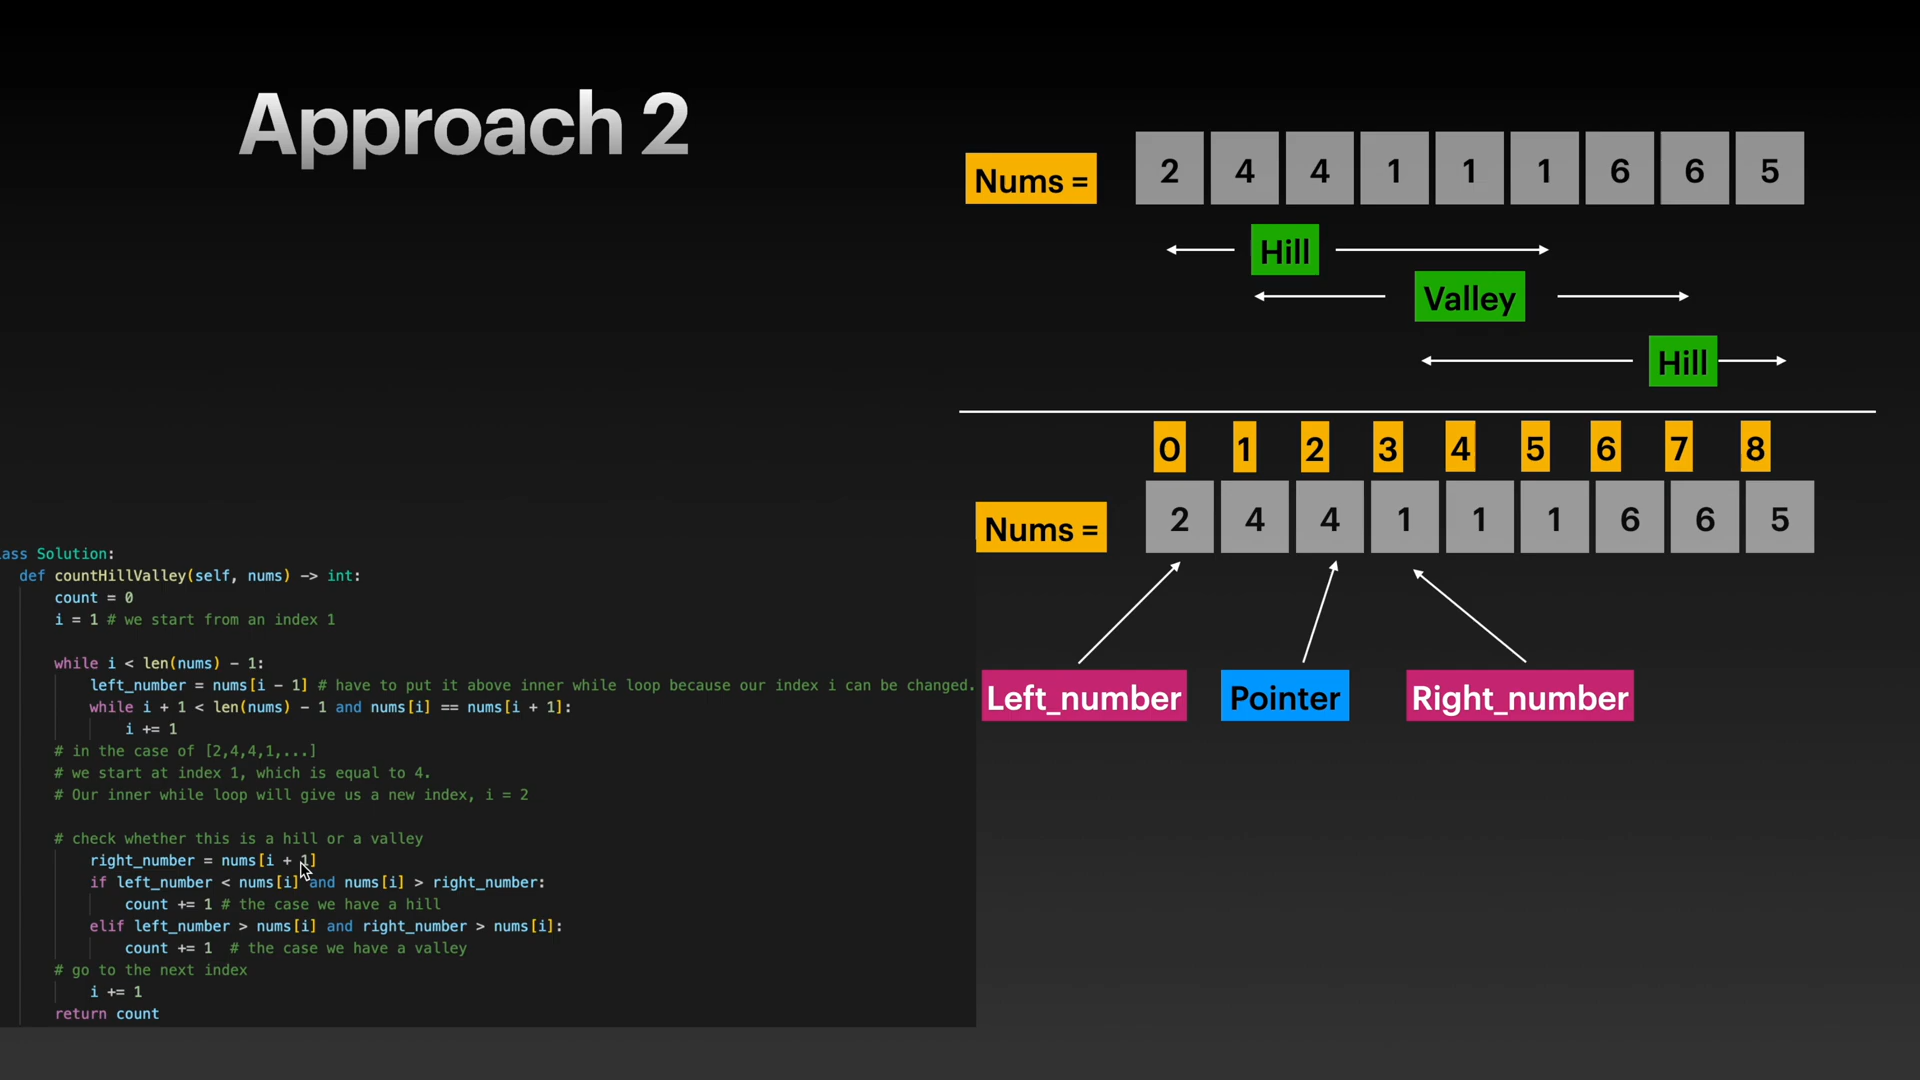 Approach 2
Nums =
2 4 4 1 1 1 6 6 5
Hill
Valley
Hill
0 1 2 3 4 5 6 7 8
Nums =
2 4 4 1 1 1 6 6 5
Left_number
Pointer
Right_number
ass Solution:
def countHillValley(self, nums) -> int:
count = 0
i = 1 # we start from an index 1
while i < len(nums) - 1:
left_number = nums[i - 1] # have to put it above inner while loop because our index i can be changed.
while i + 1 < len(nums) - 1 and nums[i] == nums[i + 1]:
i += 1
# in the case of [2,4,4,1,...]
# we start at index 1, which is equal to 4.
# Our inner while loop will give us a new index, i = 2
# check whether this is a hill or a valley
right_number = nums[i + 1]
if left_number < nums[i] and nums[i] > right_number:
count += 1 # the case we have a hill
elif left_number > nums[i] and right_number > nums[i]:
count += 1 # the case we have a valley
# go to the next index
i += 1
return count